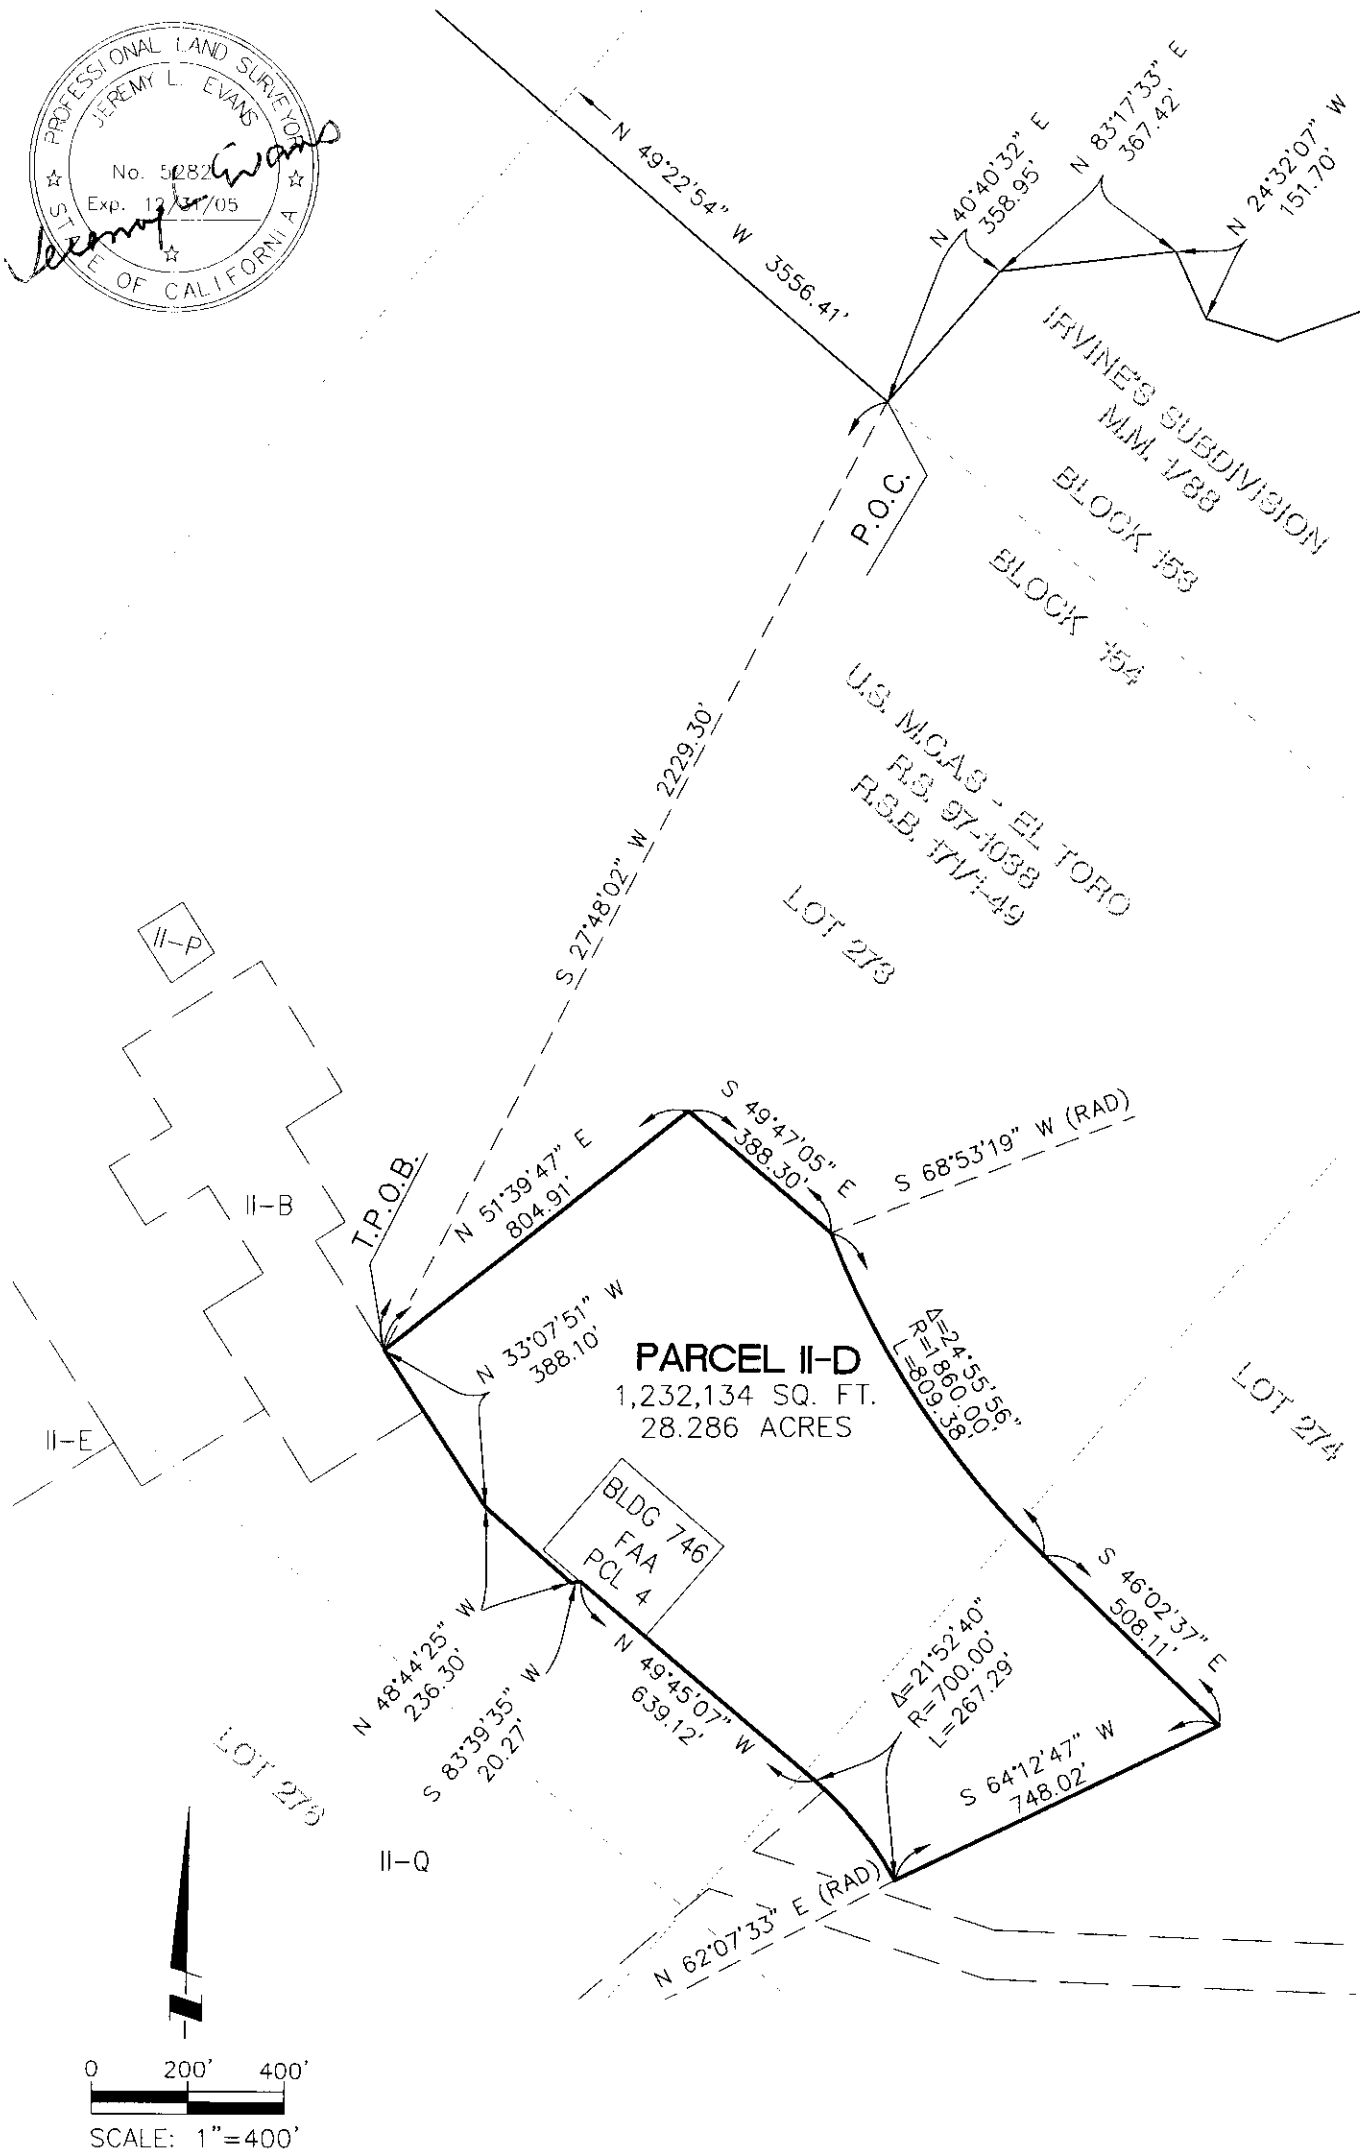 PROFESSIONAL LAND SURVEYOR
JEREMY L. EVANS
No. 5282
Exp. 12/31/05
STATE OF CALIFORNIA
Jeremy L Evans
N 49°22'54" W 3556.41'
N 40°40'32" E
358.95'
N 83°17'33" E
367.42'
N 24°32'07" W
151.70'
IRVINE'S SUBDIVISION
M.M. 1/88
BLOCK 153
BLOCK 154
P.O.C.
U.S. M.C.A.S - EL TORO
R.S. 97-1038
R.S.B. 171/1-49
LOT 273
S 27°48'02" W 2229.30'
II-P
II-B
T.P.O.B.
N 51°39'47" E
804.91'
S 49°47'05" E
388.30'
S 68°53'19" W (RAD)
N 33°07'51" W
388.10'
PARCEL II-D
1,232,134 SQ. FT.
28.286 ACRES
Δ=24°55'56"
R=1860.00'
L=809.38'
LOT 274
II-E
BLDG 746
FAA
PCL 4
S 46°02'37" E
508.11'
N 48°44'25" W
236.30'
S 83°39'35" W
20.27'
N 49°45'07" W
639.12'
Δ=21°52'40"
R=700.00'
L=267.29'
S 64°12'47" W
748.02'
II-Q
N 62°07'33" E (RAD)
N
0 200' 400'
SCALE: 1"=400'